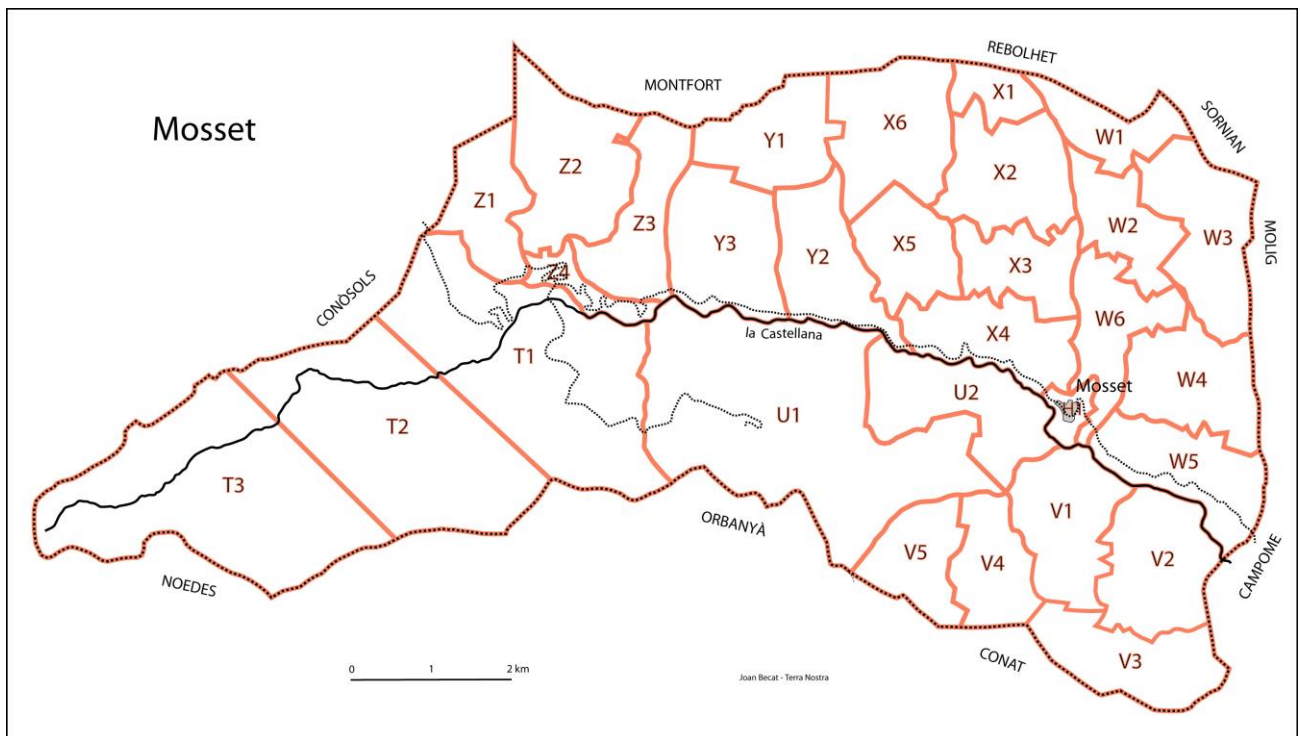 REBOLHET
MONTFORT
Mosset
SORNIAN
X1
X6
W1
Y1
Z2
X2
Z1
Z3
W2
W3
MOLIG
Y3
Y2
X5
X3
Z4
CONÒSOLS
W6
la Castellana
X4
T1
Mosset
W4
U2
H1
U1
T2
W5
T3
V1
ORBANYÀ
V5
V4
V2
CAMPOME
NOEDES
CONAT
V3
0 1 2 km
Joan Becat - Terra Nostra